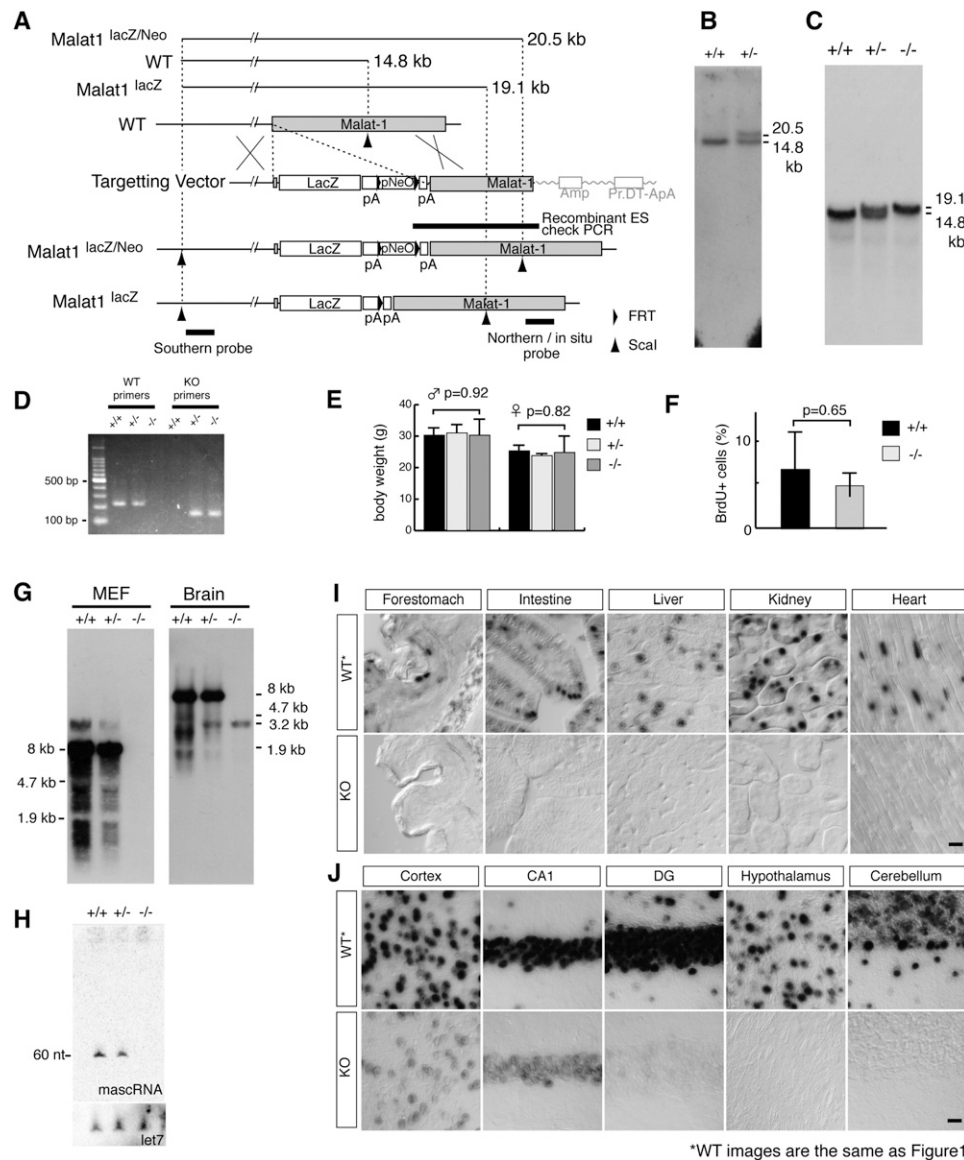 A
Malat1 lacZ/Neo
20.5 kb
WT
14.8 kb
Malat1 lacZ
19.1 kb
WT
Malat-1
Targetting Vector
LacZ
pNeO
Malat-1
Amp
Pr.DT-ApA
pA
pA
Recombinant ES
check PCR
Malat1 lacZ/Neo
LacZ
pNeO
Malat-1
pA
pA
Malat1 lacZ
LacZ
Malat-1
pA pA
Southern probe
Northern / in situ
probe
FRT
ScaI
B
+/+ +/-
20.5
14.8
kb
C
+/+ +/- -/-
19.1
14.8
kb
D
WT
primers
KO
primers
+/+ +/- -/- +/+ +/- -/-
500 bp
100 bp
E
♂ p=0.92
♀ p=0.82
body weight (g)
40
30
20
10
0
+/+
+/-
-/-
F
p=0.65
BrdU+ cells (%)
10
0
+/+
-/-
G
MEF
+/+ +/- -/-
8 kb
4.7 kb
1.9 kb
Brain
+/+ +/- -/-
8 kb
4.7 kb
3.2 kb
1.9 kb
H
+/+ +/- -/-
60 nt
mascRNA
let7
I
Forestomach Intestine Liver Kidney Heart
WT*
KO
J
Cortex CA1 DG Hypothalamus Cerebellum
WT*
KO
*WT images are the same as Figure1